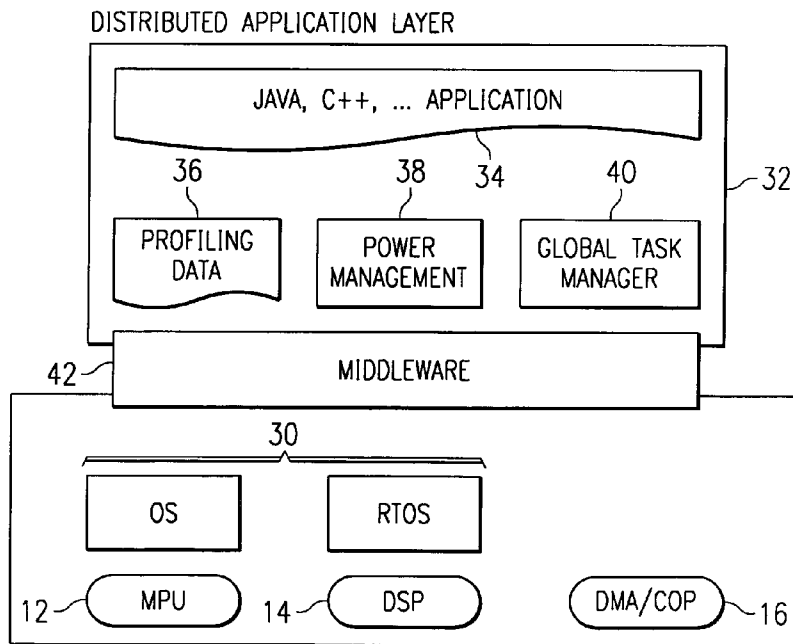 DISTRIBUTED APPLICATION LAYER
JAVA, C++, ... APPLICATION
34
36
38
40
32
PROFILING
DATA
POWER
MANAGEMENT
GLOBAL TASK
MANAGER
42
MIDDLEWARE
30
OS
RTOS
12
MPU
14
DSP
DMA/COP
16